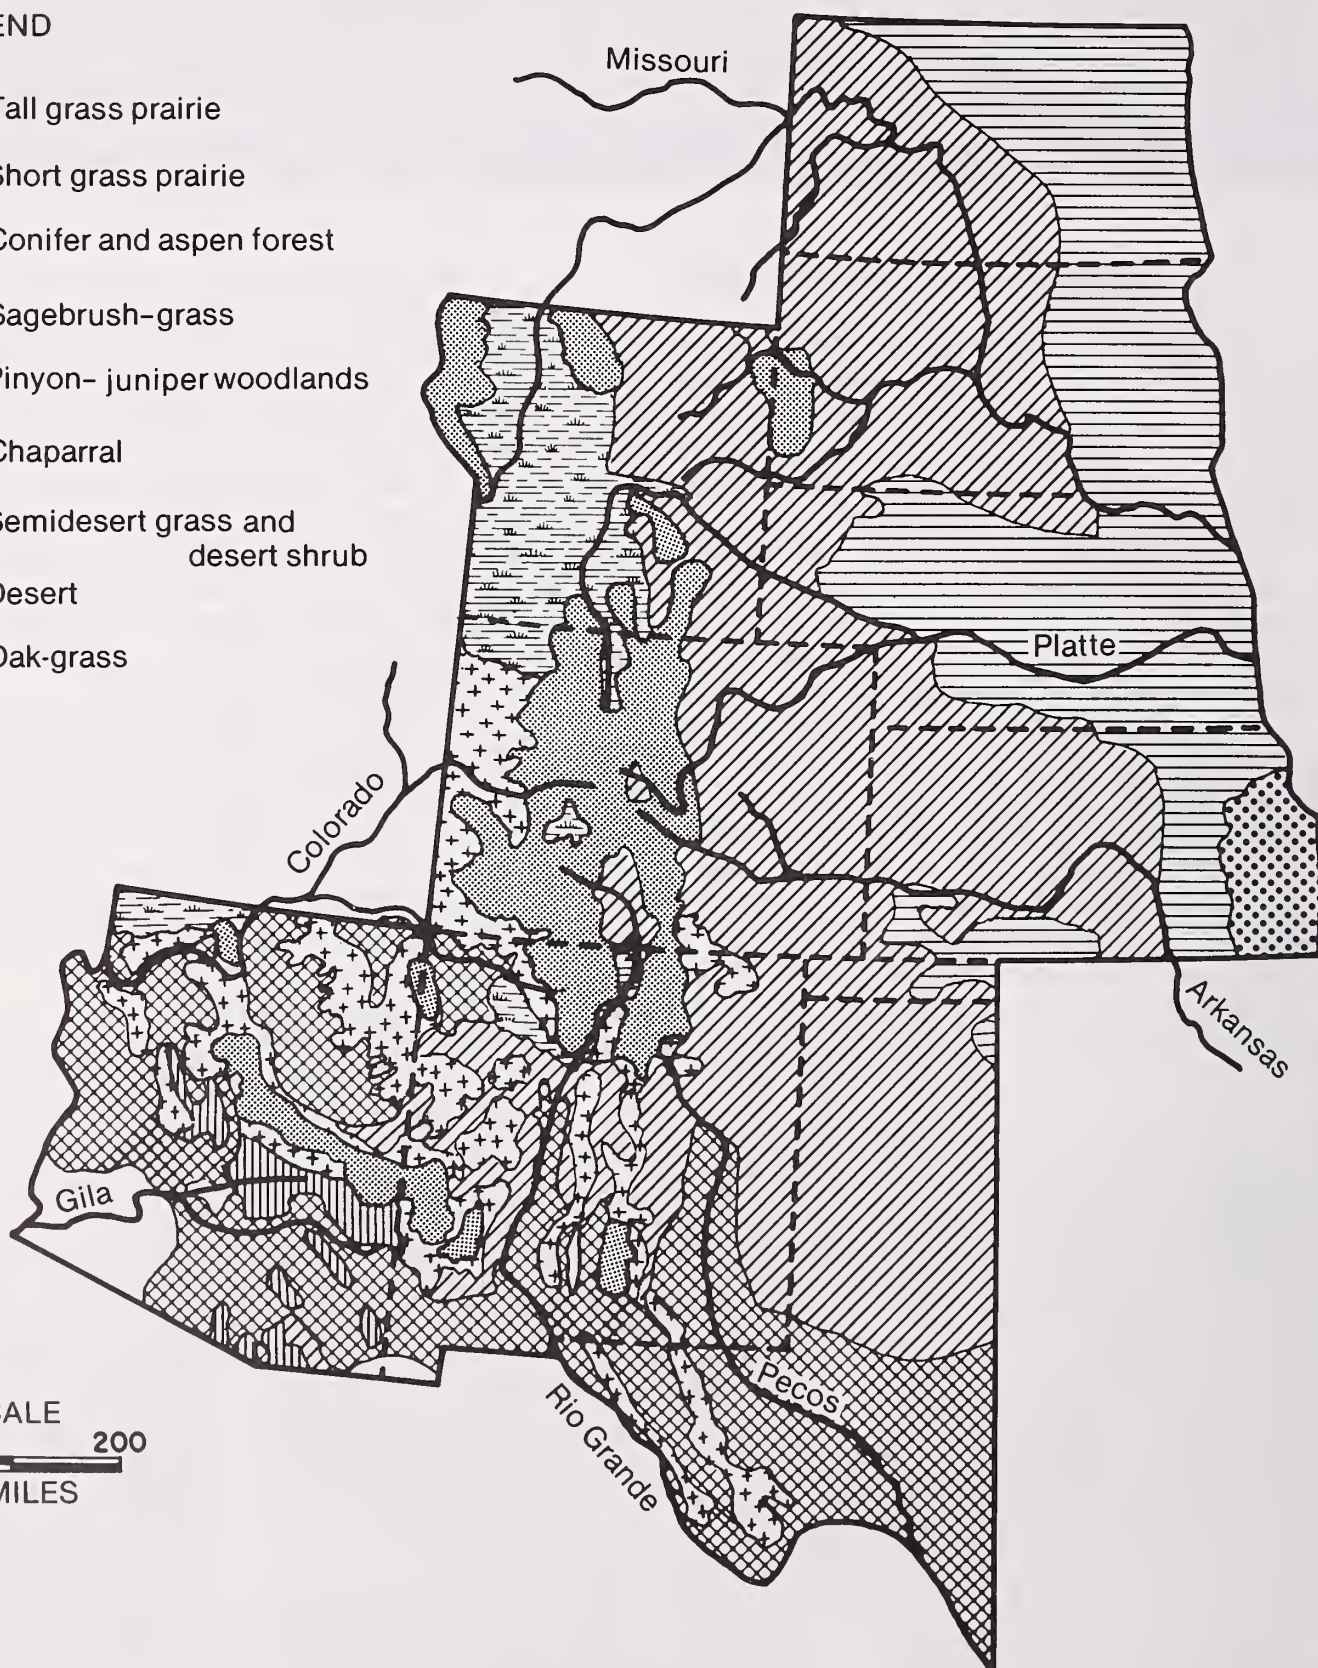 END
Tall grass prairie
Short grass prairie
Conifer and aspen forest
Sagebrush-grass
Pinyon- juniper woodlands
Chaparral
Semidesert grass and
desert shrub
Desert
Oak-grass
Missouri
Platte
Colorado
Arkansas
Gila
Pecos
Rio Grande
CALE
200
MILES